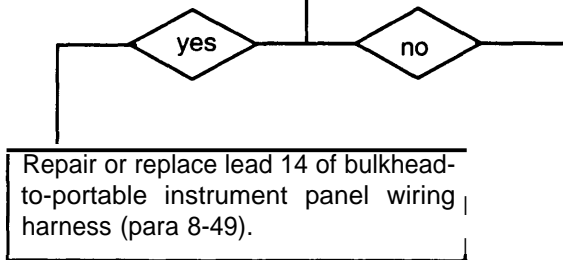 yes
no
Repair or replace lead 14 of bulkhead-
to-portable instrument panel wiring
harness (para 8-49).